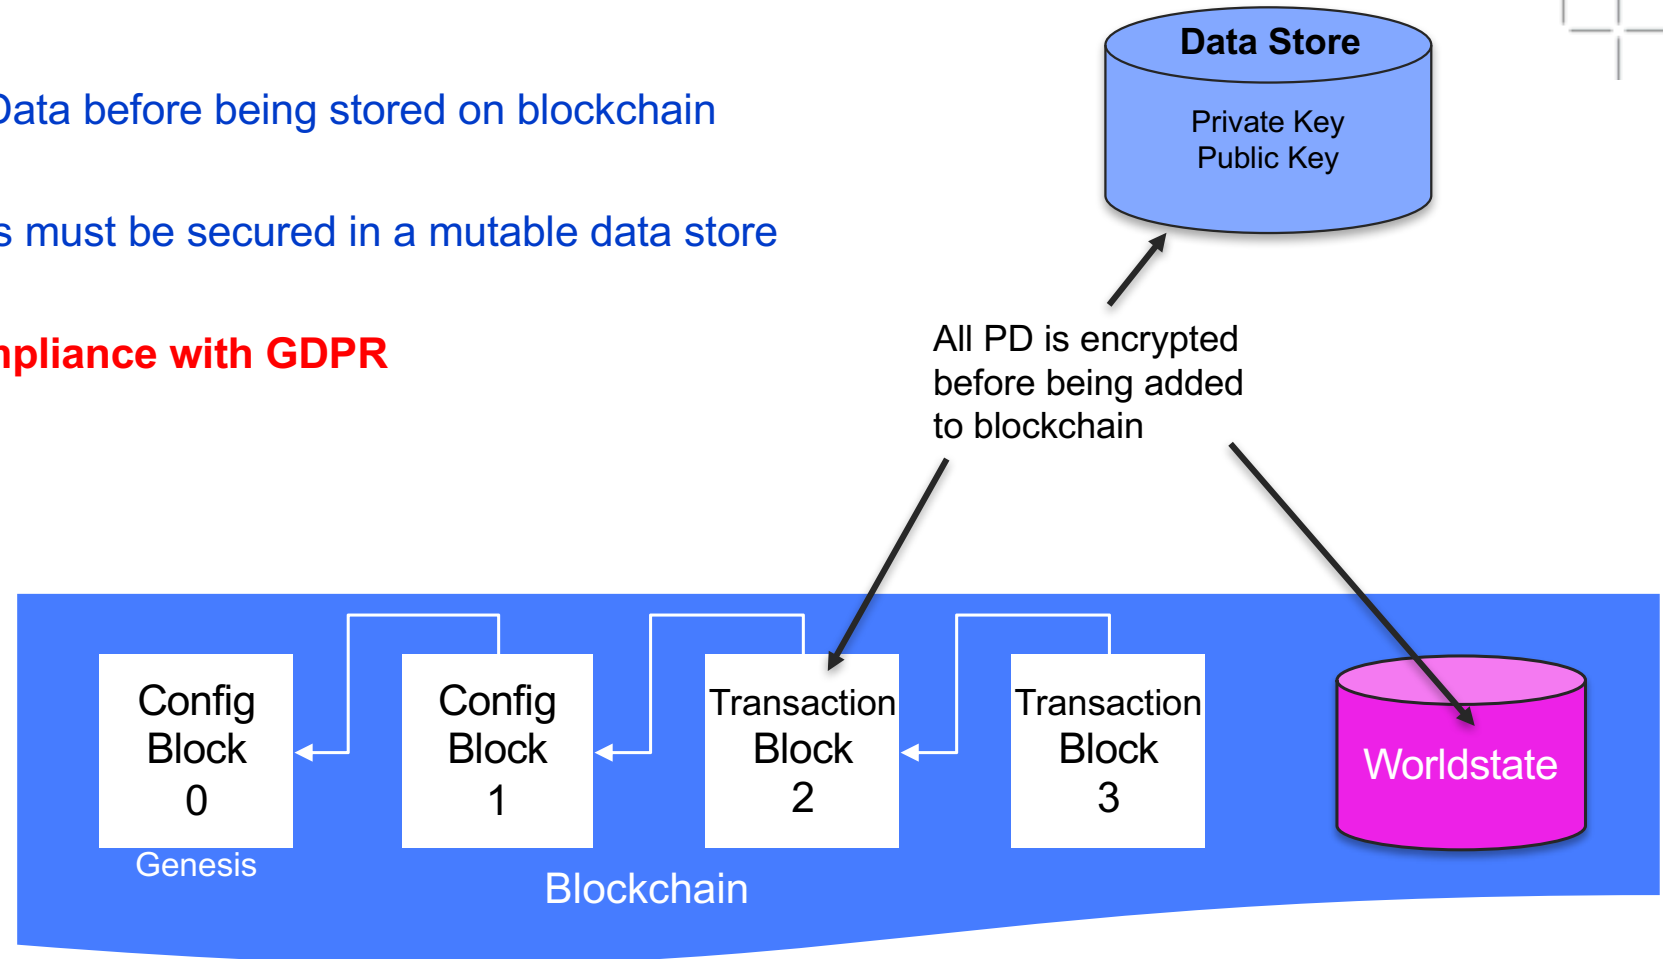 Data before being stored on blockchain
s must be secured in a mutable data store
mpliance with GDPR
Data Store
Private Key
Public Key
All PD is encrypted
before being added
to blockchain
Config
Block
0
Genesis
Config
Block
1
Transaction
Block
2
Transaction
Block
3
Worldstate
Blockchain